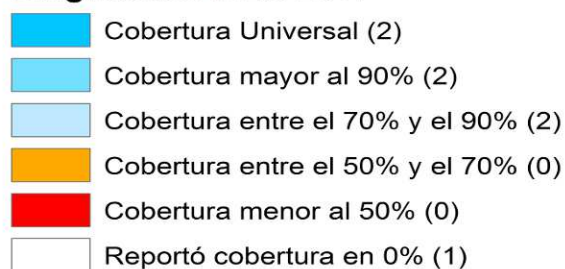 Cobertura Universal (2)
Cobertura mayor al 90% (2)
Cobertura entre el 70% y el 90% (2)
Cobertura entre el 50% y el 70% (0)
Cobertura menor al 50% (0)
Reportó cobertura en 0% (1)